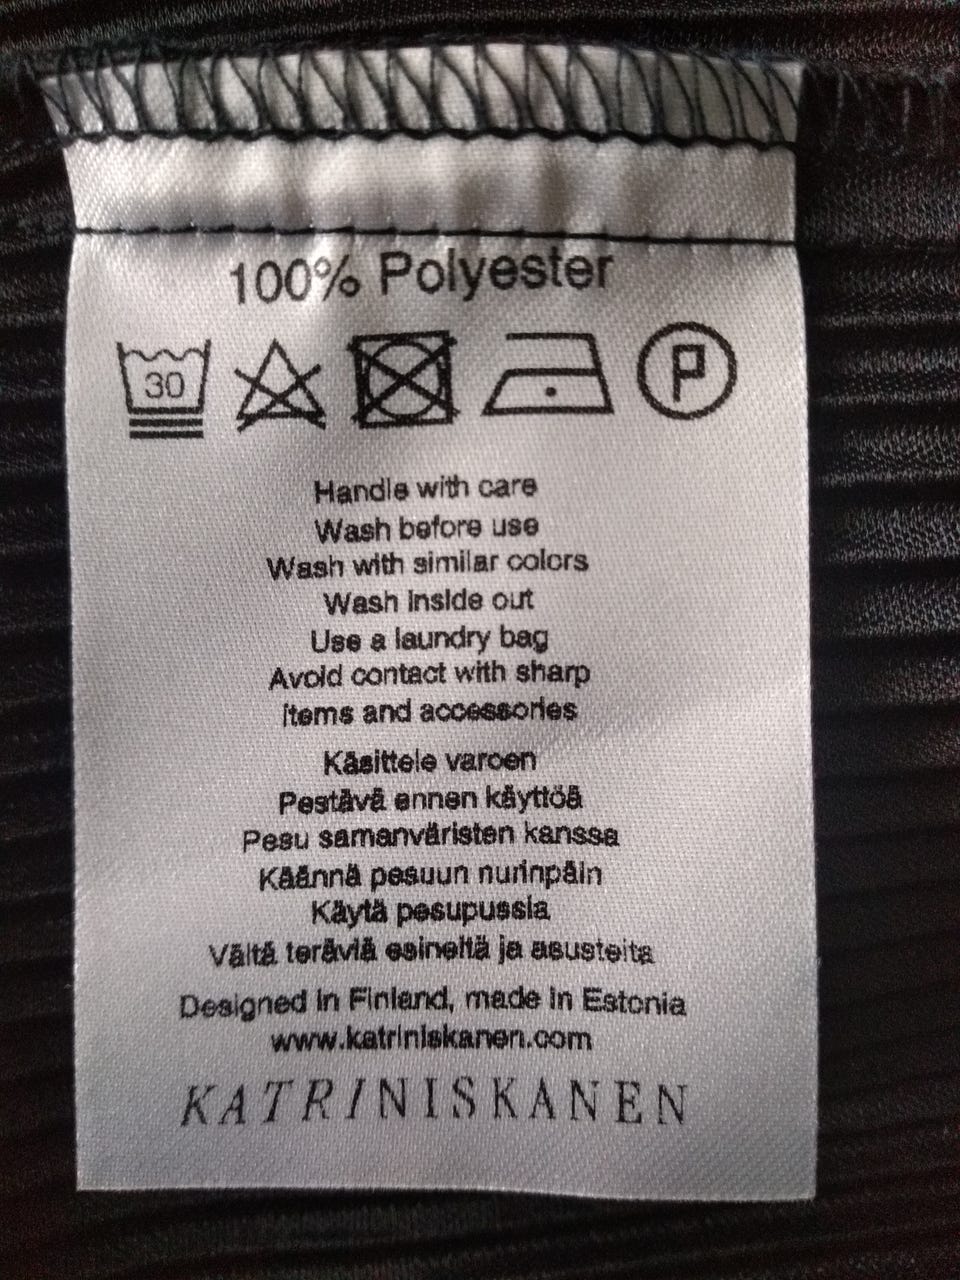 100% Polyester
30 P
Handle with care
Wash before use
Wash with similar colors
Wash inside out
Use a laundry bag
Avoid contact with sharp
items and accessories
Käsittele varoen
Pestävä ennen käyttöä
Pesu samanväristen kanssa
Käännä pesuun nurinpäin
Käytä pesupussia
Vältä teräviä esineitä ja asusteita
Designed in Finland, made in Estonia
www.katriniskanen.com
KATRINISKANEN